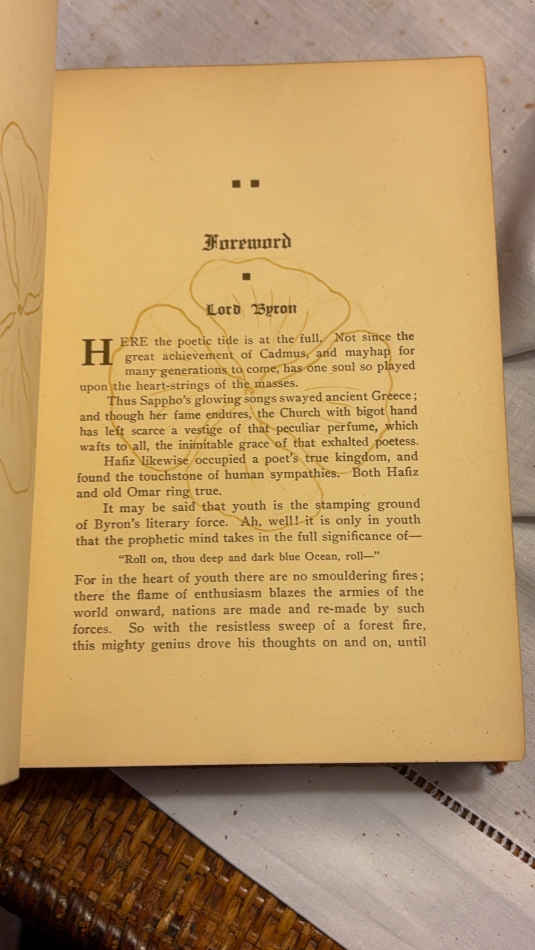 Foreword
Lord Byron
HERE the poetic tide is at the full. Not since the
great achievement of Cadmus, and mayhap for
many generations to come, has one soul so played
upon the heart-strings of the masses.
Thus Sappho's glowing songs swayed ancient Greece;
and though her fame endures, the Church with bigot hand
has left scarce a vestige of that peculiar perfume, which
wafts to all, the inimitable grace of that exhalted poetess.
Hafiz likewise occupied a poet's true kingdom, and
found the touchstone of human sympathies. Both Hafiz
and old Omar ring true.
It may be said that youth is the stamping ground
of Byron's literary force. Ah, well! it is only in youth
that the prophetic mind takes in the full significance of—
"Roll on, thou deep and dark blue Ocean, roll—"
For in the heart of youth there are no smouldering fires;
there the flame of enthusiasm blazes the armies of the
world onward, nations are made and re-made by such
forces. So with the resistless sweep of a forest fire,
this mighty genius drove his thoughts on and on, until